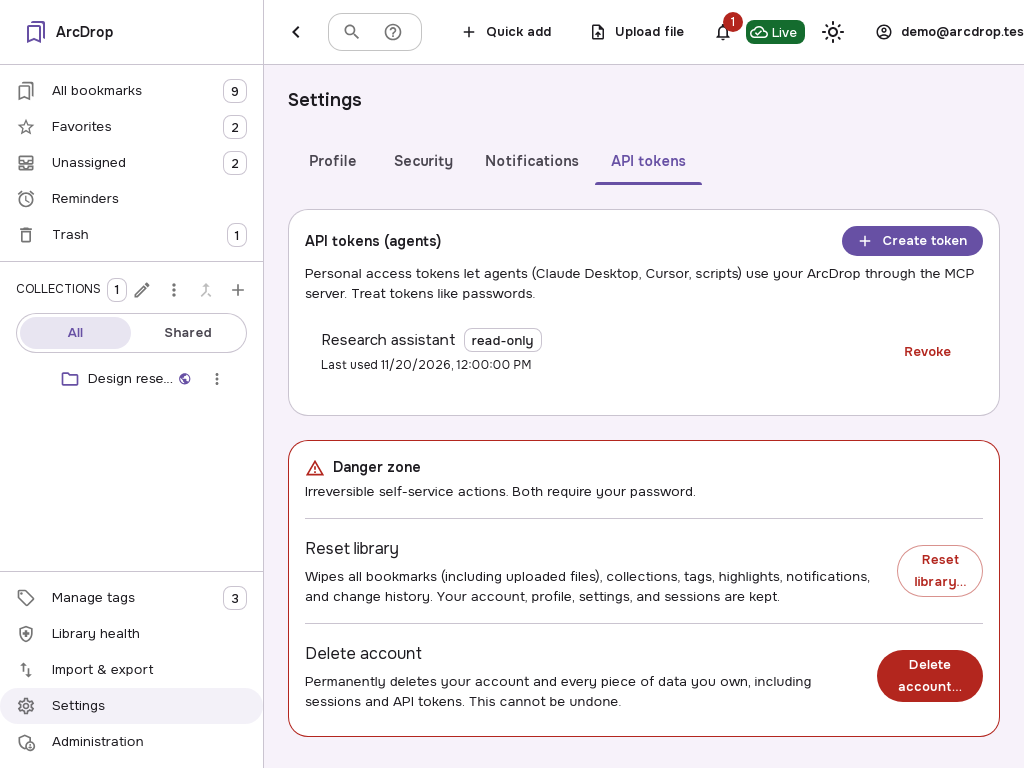 ArcDrop
Quick add
Upload file
1
Live
demo@arcdrop.tes
All bookmarks 9
Favorites 2
Unassigned 2
Reminders
Trash 1
COLLECTIONS 1
All Shared
Design rese...
Manage tags 3
Library health
Import & export
Settings
Administration
Settings
Profile Security Notifications API tokens
API tokens (agents)
Create token
Personal access tokens let agents (Claude Desktop, Cursor, scripts) use your ArcDrop through the MCP
server. Treat tokens like passwords.
Research assistant read-only
Last used 11/20/2026, 12:00:00 PM
Revoke
Danger zone
Irreversible self-service actions. Both require your password.
Reset library
Wipes all bookmarks (including uploaded files), collections, tags, highlights, notifications,
and change history. Your account, profile, settings, and sessions are kept.
Reset
library...
Delete account
Permanently deletes your account and every piece of data you own, including
sessions and API tokens. This cannot be undone.
Delete
account...